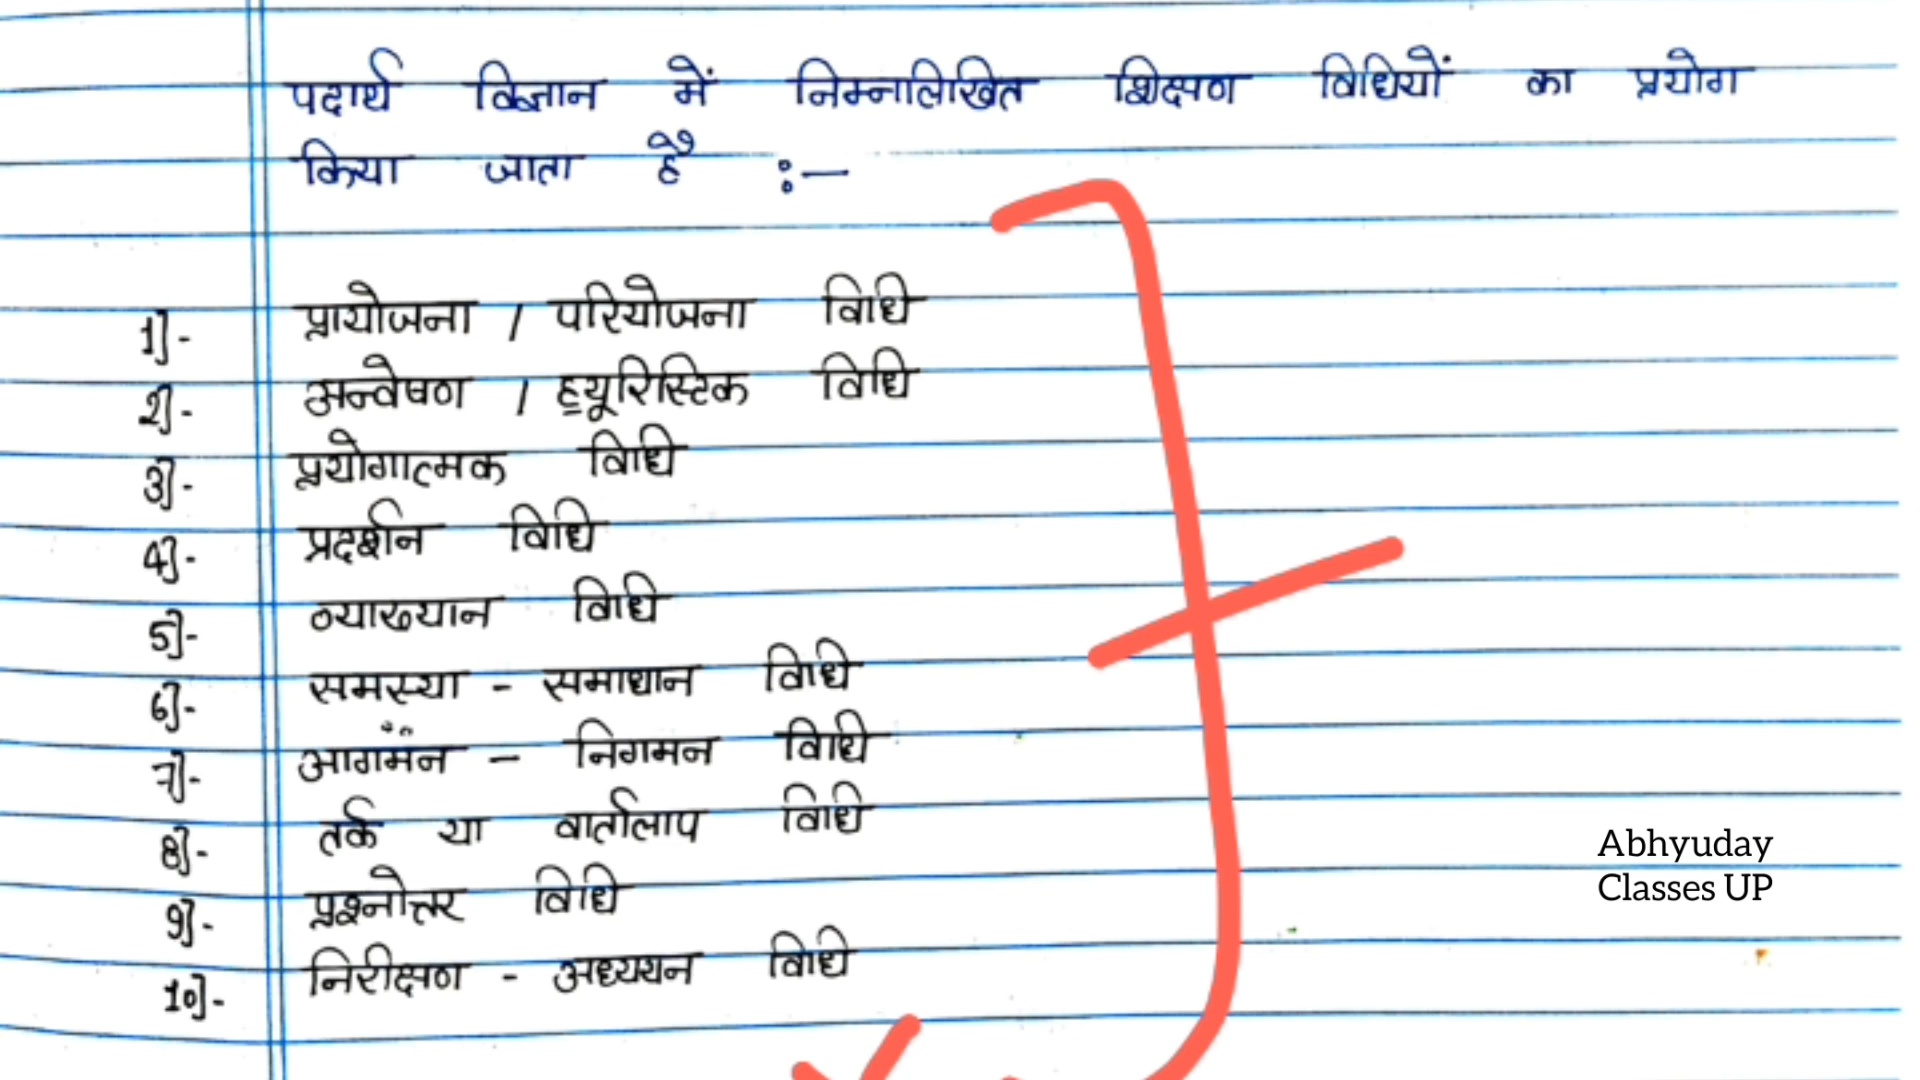 पदार्थ विज्ञान में निम्नलिखित शिक्षण विधियों का प्रयोग
किया जाता है :—
1]- प्रायोजना / परियोजना विधि
2]- अन्वेषण / ह्यूरिस्टिक विधि
3]- प्रयोगात्मक विधि
4]- प्रदर्शन विधि
5]- व्याख्यान विधि
6]- समस्या - समाधान विधि
7]- आगमन - निगमन विधि
8]- तर्क या वार्तालाप विधि
9]- प्रश्नोत्तर विधि
10]- निरीक्षण - अध्ययन विधि
Abhyuday
Classes UP